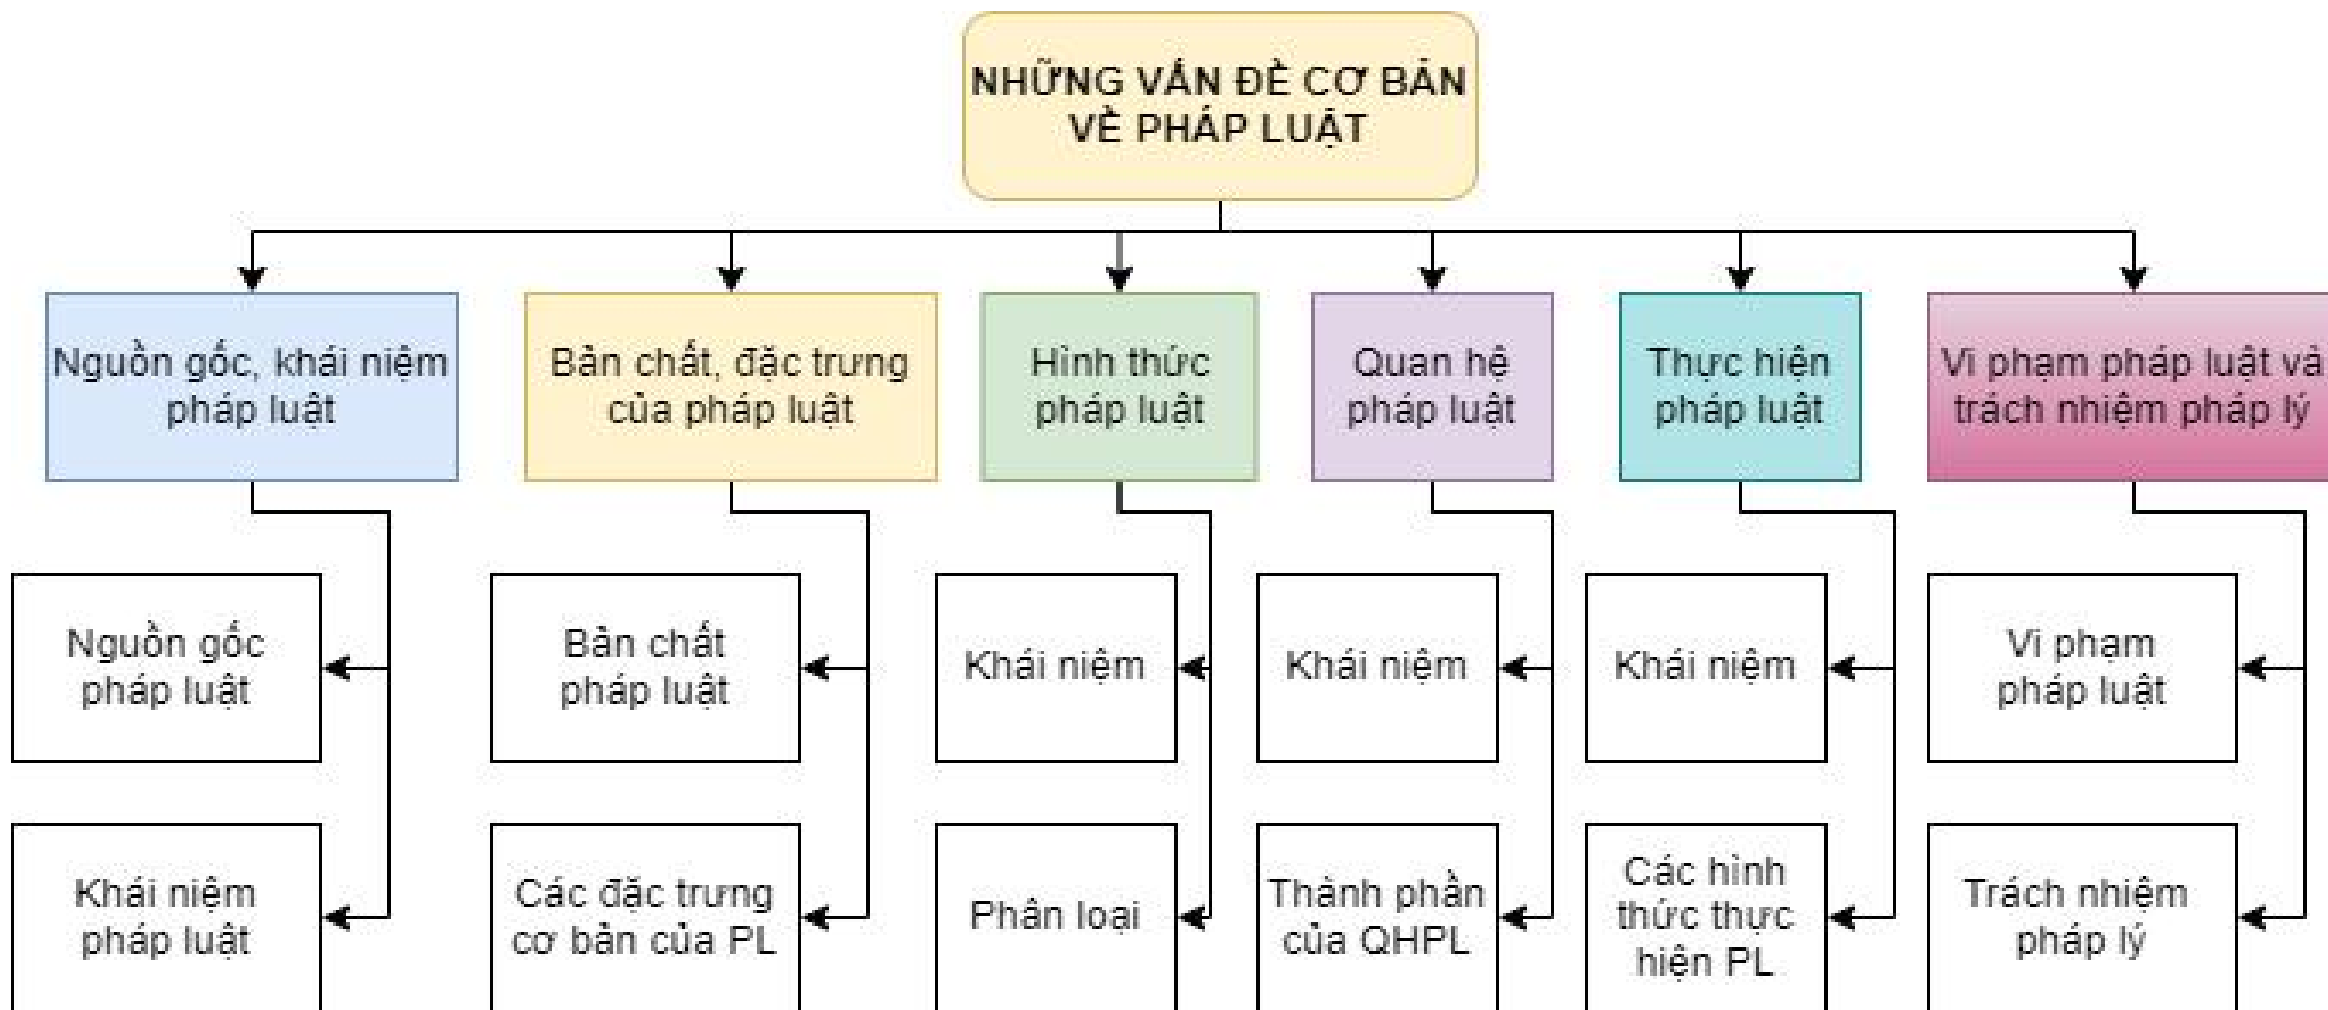 NHỮNG VẤN ĐỀ CƠ BẢN
VỀ PHÁP LUẬT
Nguồn gốc, khái niệm
pháp luật
Bản chất, đặc trưng
của pháp luật
Hình thức
pháp luật
Quan hệ
pháp luật
Thực hiện
pháp luật
Vi phạm pháp luật và
trách nhiệm pháp lý
Nguồn gốc
pháp luật
Bản chất
pháp luật
Khái niệm
Khái niệm
Khái niệm
Vi phạm
pháp luật
Khái niệm
pháp luật
Các đặc trưng
cơ bản của PL
Phân loại
Thành phần
của QHPL
Các hình
thức thực
hiện PL
Trách nhiệm
pháp lý